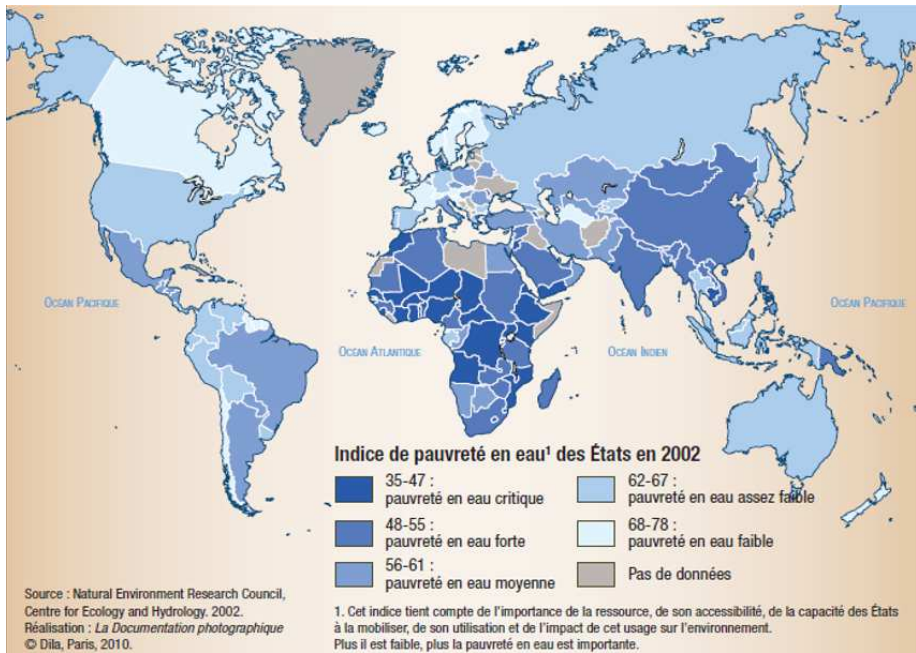 OCÉAN PACIFIQUE
OCÉAN ATLANTIQUE
OCÉAN INDIEN
OCÉAN PACIFIQUE
Indice de pauvreté en eau¹ des États en 2002
35-47 :
pauvreté en eau critique
48-55 :
pauvreté en eau forte
56-61 :
pauvreté en eau moyenne
62-67 :
pauvreté en eau assez faible
68-78 :
pauvreté en eau faible
Pas de données
Source : Natural Environment Research Council,
Centre for Ecology and Hydrology. 2002.
Réalisation : La Documentation photographique
© Dila, Paris, 2010.
1. Cet indice tient compte de l'importance de la ressource, de son accessibilité, de la capacité des États
à la mobiliser, de son utilisation et de l'impact de cet usage sur l'environnement.
Plus il est faible, plus la pauvreté en eau est importante.